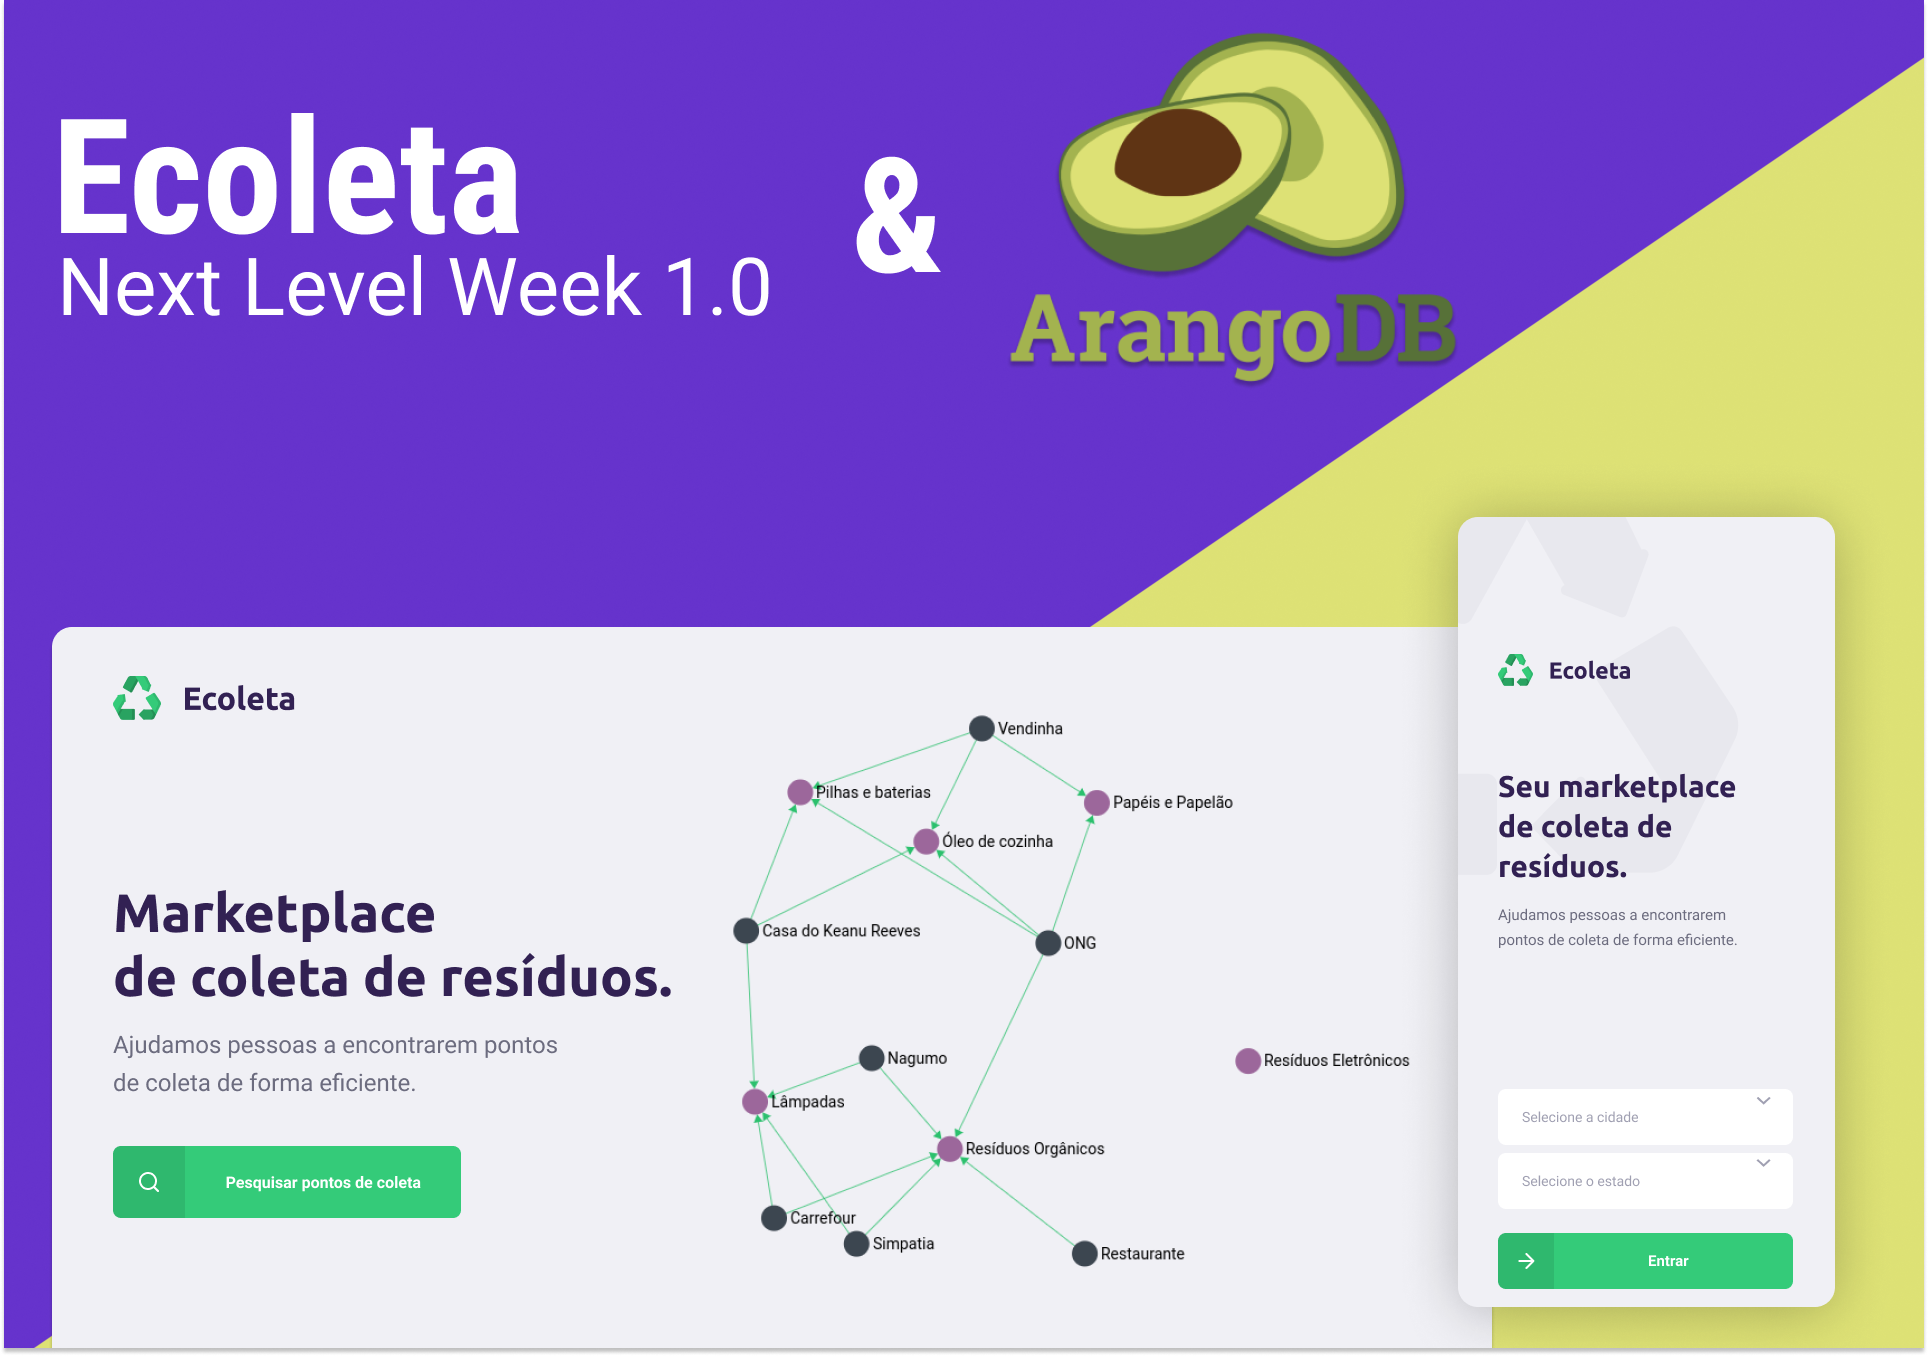 Ecoleta
Next Level Week 1.0
&
ArangoDB
Ecoleta
Marketplace
de coleta de resíduos.
Ajudamos pessoas a encontrarem pontos
de coleta de forma eficiente.
Pesquisar pontos de coleta
Vendinha
Pilhas e baterias
Papéis e Papelão
Óleo de cozinha
Casa do Keanu Reeves
ONG
Nagumo
Resíduos Eletrônicos
Lâmpadas
Resíduos Orgânicos
Carrefour
Simpatia
Restaurante
Ecoleta
Seu marketplace
de coleta de
resíduos.
Ajudamos pessoas a encontrarem
pontos de coleta de forma eficiente.
Selecione a cidade
Selecione o estado
Entrar